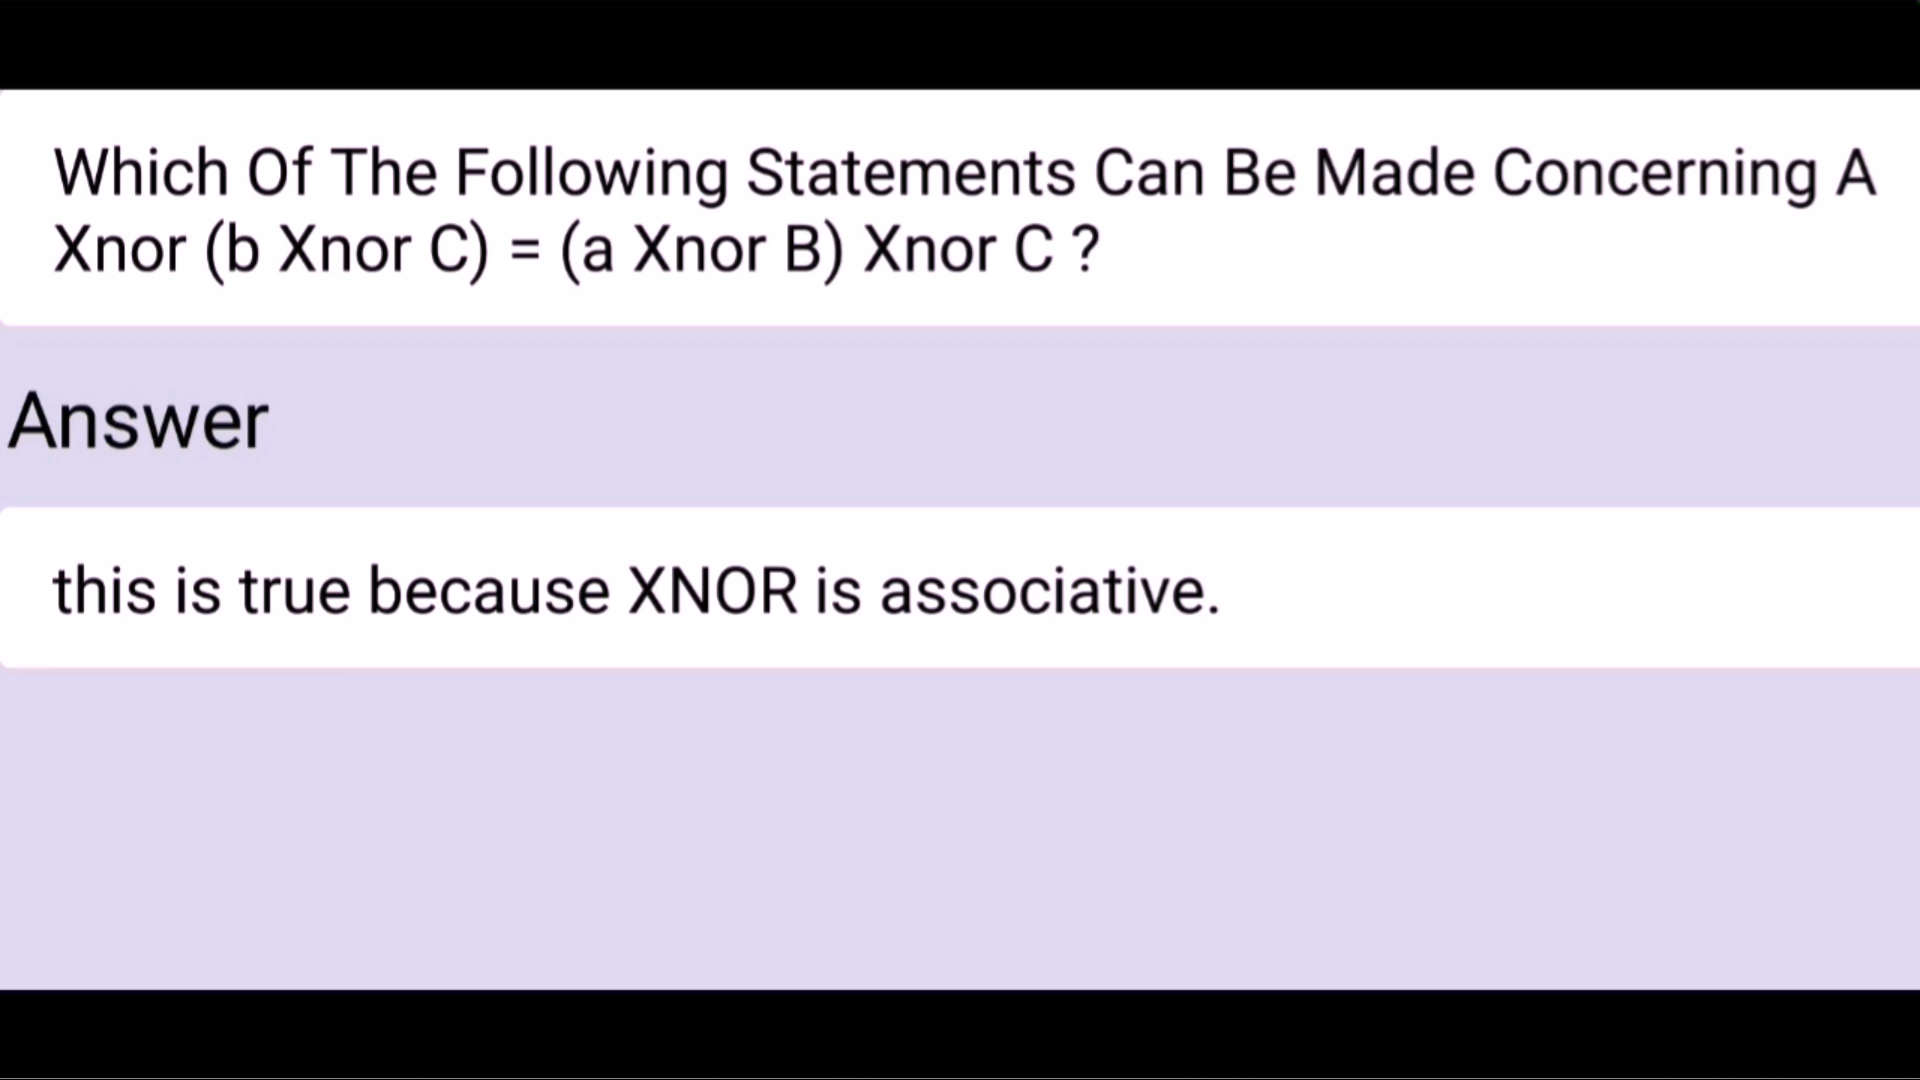 Which Of The Following Statements Can Be Made Concerning A
Xnor (b Xnor C) = (a Xnor B) Xnor C ?
Answer
this is true because XNOR is associative.